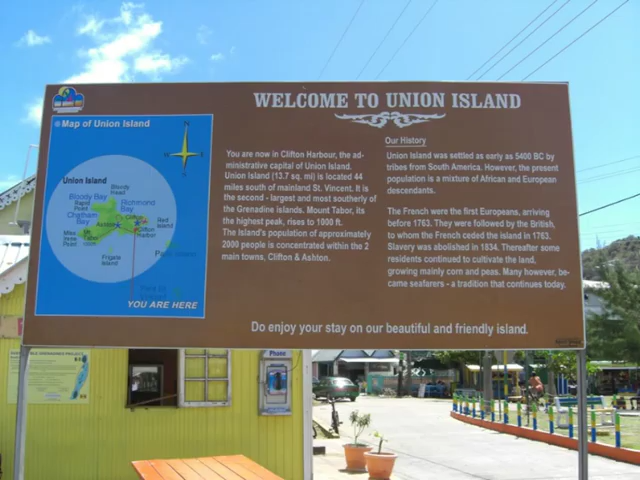 WELCOME TO UNION ISLAND
Map of Union Island
Union Island
Bloody Bay
Bloody
Head
Rapid
Point
Richmond
Bay
Chatham
Bay
Ashton
Clifton
Harbor
Red
Island
Miss
Point
Frigate
Island
YOU ARE HERE
You are now in Clifton Harbour, the ad-
ministrative capital of Union Island.
Union Island (13.7 sq. mi) is located 44
miles south of mainland St. Vincent. It is
the second - largest and most southerly of
the Grenadine islands. Mount Tabor, its
the highest peak, rises to 1000 ft.
The Island's population of approximately
2000 people is concentrated within the 2
main towns, Clifton & Ashton.
Our History
Union Island was settled as early as 5400 BC by
tribes from South America. However, the present
population is a mixture of African and European
descendants.
The French were the first Europeans, arriving
before 1763. They were followed by the British,
to whom the French ceded the island in 1763.
Slavery was abolished in 1834. Thereafter some
residents continued to cultivate the land,
growing mainly corn and peas. Many however, be-
came seafarers - a tradition that continues today.
Do enjoy your stay on our beautiful and friendly island.
Phone